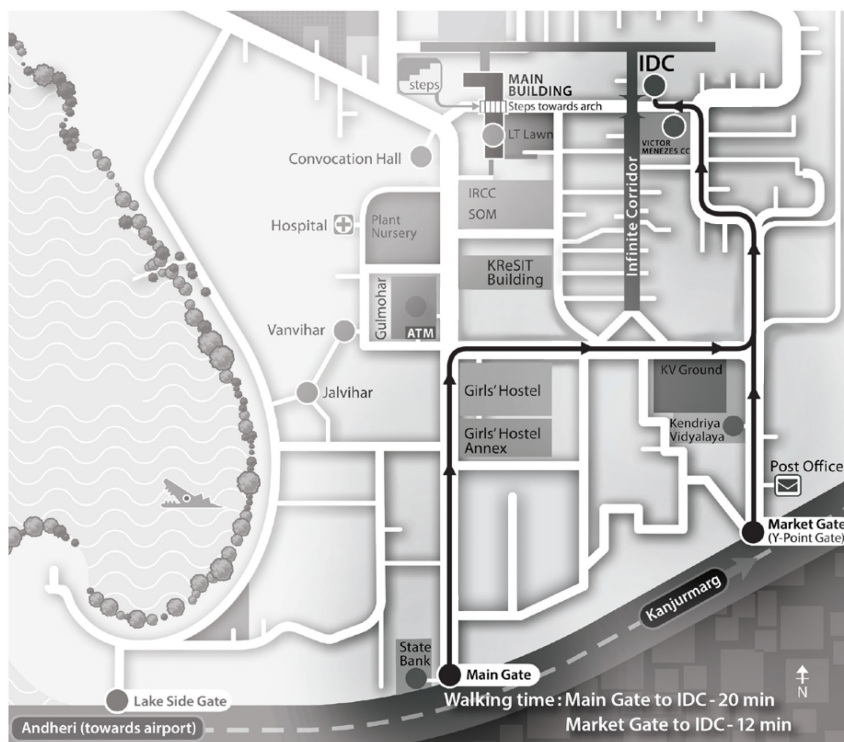 IDC
MAIN
BUILDING
steps
Steps towards arch
LT Lawn
VICTOR
MENEZES CC
Convocation Hall
IRCC
SOM
Hospital
Plant
Nursery
Infinite Corridor
KReSIT
Building
Gulmohar
ATM
Vanvihar
Jalvihar
Girls' Hostel
KV Ground
Girls' Hostel
Annex
Kendriya
Vidyalaya
Post Office
Market Gate
(Y-Point Gate)
Kanjurmarg
State
Bank
Main Gate
N
Lake Side Gate
Walking time : Main Gate to IDC - 20 min
Market Gate to IDC - 12 min
Andheri (towards airport)